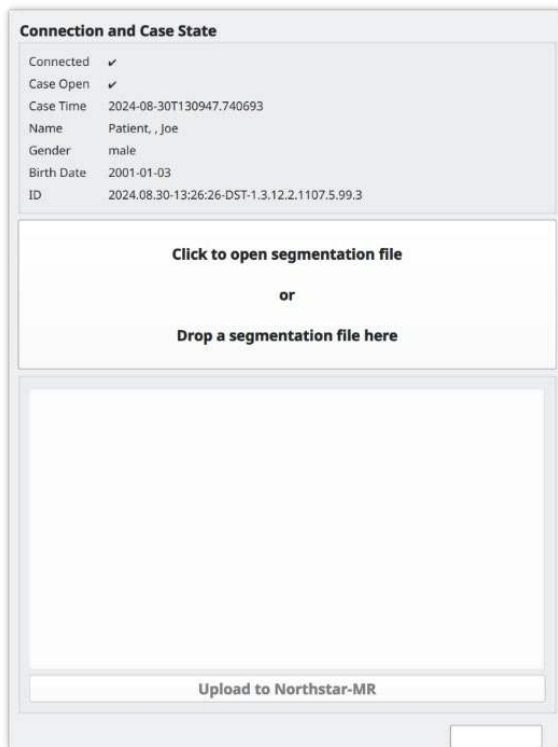 Connection and Case State
Connected ✔
Case Open ✔
Case Time 2024-08-30T130947.740693
Name Patient, , Joe
Gender male
Birth Date 2001-01-03
ID 2024.08.30-13:26:26-DST-1.3.12.2.1107.5.99.3
Click to open segmentation file
or
Drop a segmentation file here
Upload to Northstar-MR